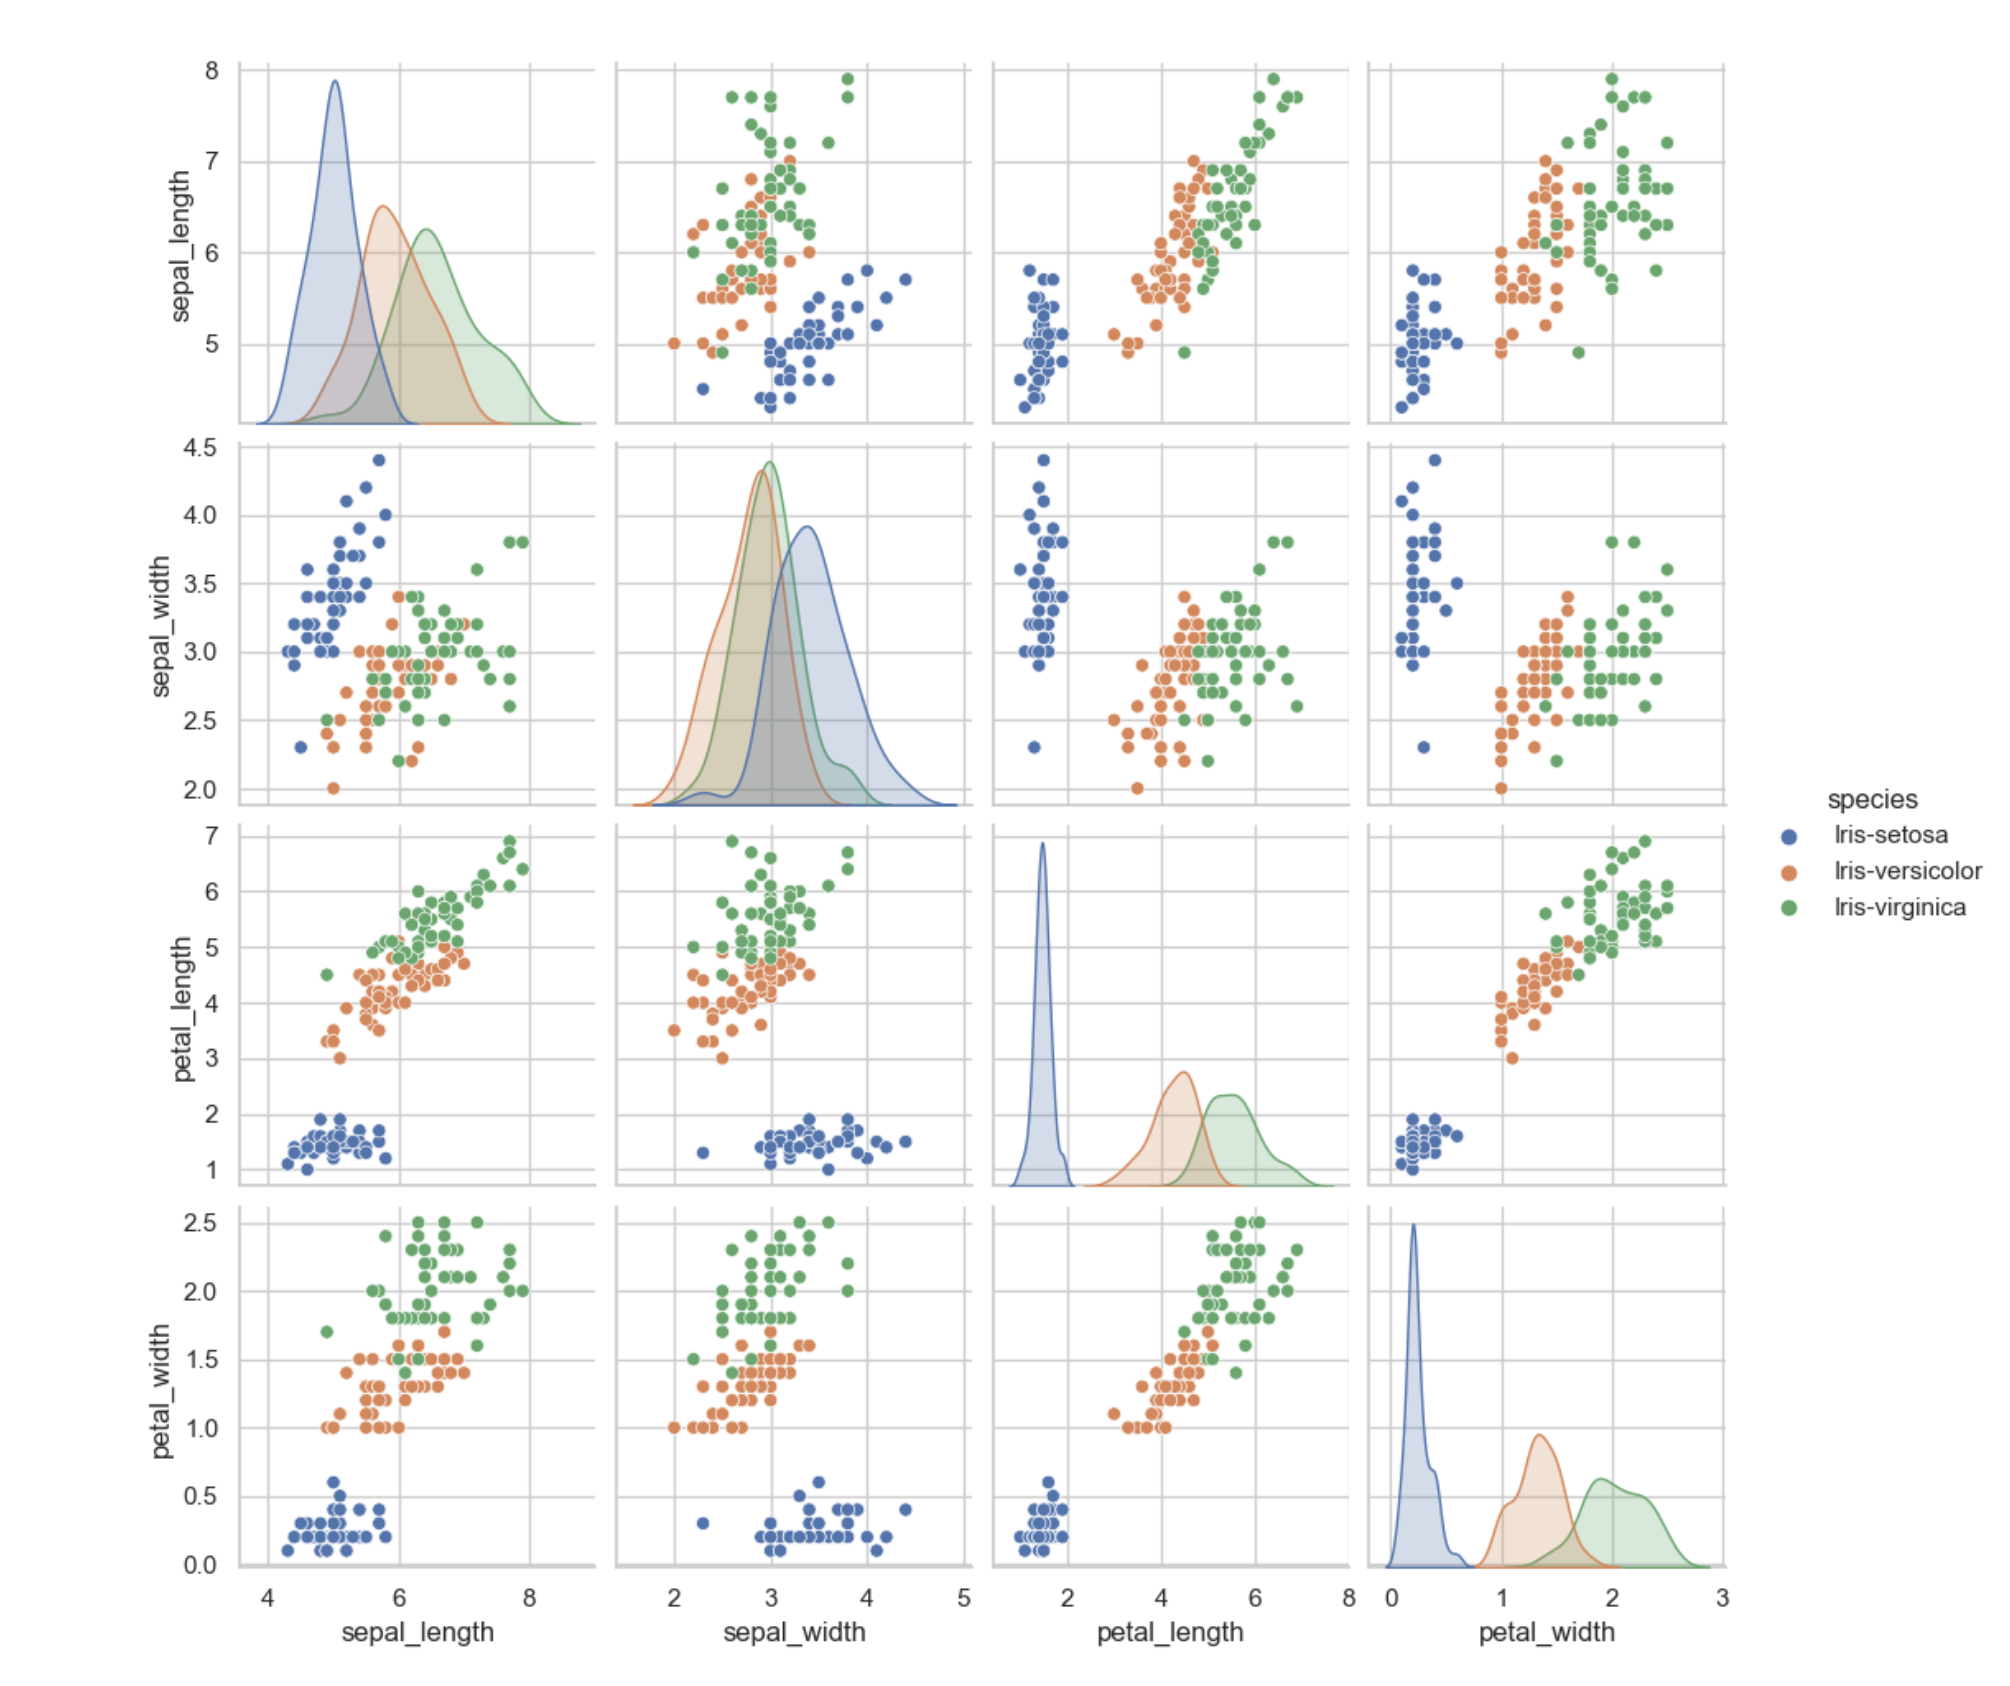 8
7
6
5
sepal_length
4.5
4.0
3.5
3.0
2.5
2.0
sepal_width
7
6
5
4
3
2
1
petal_length
2.5
2.0
1.5
1.0
0.5
0.0
petal_width
4 6 8
2 3 4 5
2 4 6 8
0 1 2 3
sepal_length
sepal_width
petal_length
petal_width
species
Iris-setosa
Iris-versicolor
Iris-virginica